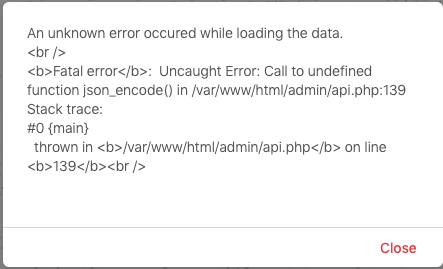 An unknown error occured while loading the data.
<br />
<b>Fatal error</b>:  Uncaught Error: Call to undefined
function json_encode() in /var/www/html/admin/api.php:139
Stack trace:
#0 {main}
  thrown in <b>/var/www/html/admin/api.php</b> on line
<b>139</b><br />
Close